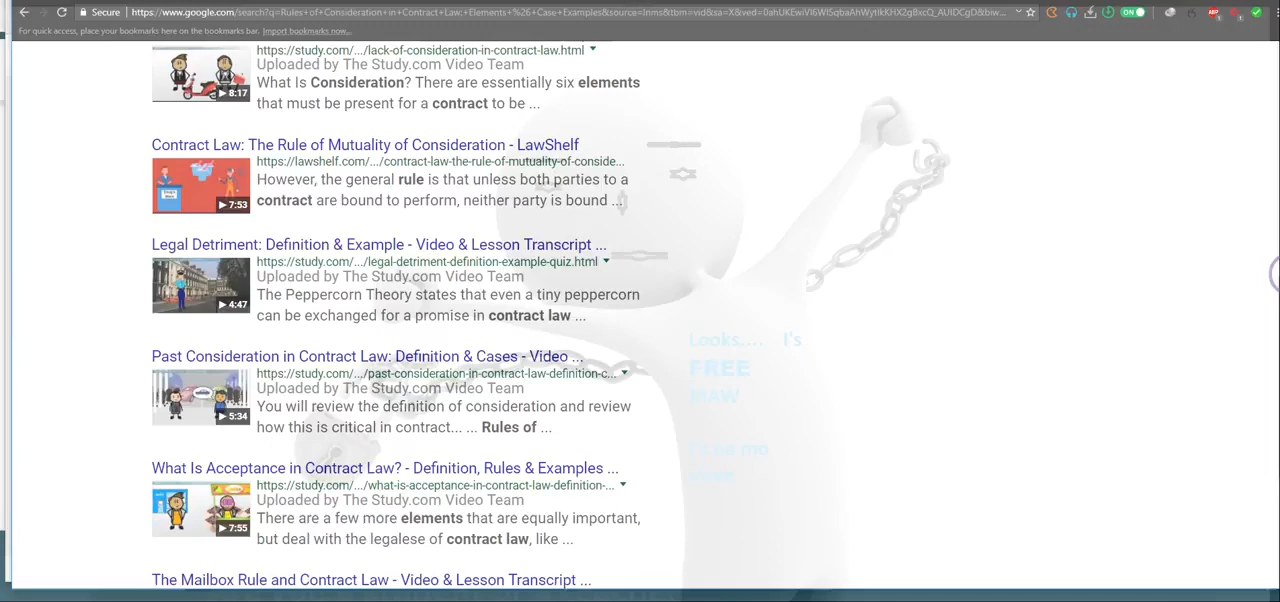 Secure https://www.google.com/search?q=Rules+of+Consideration+in+Contract+Law:+Elements+%26+Case+Examples&source=lnms&tbm=vid&sa=X&ved=
For quick access, place your bookmarks here on the bookmarks bar. Import bookmarks now...
https://study.com/.../lack-of-consideration-in-contract-law.html
Uploaded by The Study.com Video Team
What Is Consideration? There are essentially six elements
8:17
that must be present for a contract to be ...
Contract Law: The Rule of Mutuality of Consideration - LawShelf
https://lawshelf.com/.../contract-law-the-rule-of-mutuality-of-conside...
However, the general rule is that unless both parties to a
7:53
contract are bound to perform, neither party is bound ...
Legal Detriment: Definition & Example - Video & Lesson Transcript ...
https://study.com/.../legal-detriment-definition-example-quiz.html
Uploaded by The Study.com Video Team
The Peppercorn Theory states that even a tiny peppercorn
4:47
can be exchanged for a promise in contract law ...
Looks.... I's
FREE
MAW
Past Consideration in Contract Law: Definition & Cases - Video ...
https://study.com/.../past-consideration-in-contract-law-definition-c...
Uploaded by The Study.com Video Team
You will review the definition of consideration and review
5:34
how this is critical in contract... ... Rules of ...
What Is Acceptance in Contract Law? - Definition, Rules & Examples ...
https://study.com/.../what-is-acceptance-in-contract-law-definition-...
Uploaded by The Study.com Video Team
There are a few more elements that are equally important,
7:55
but deal with the legalese of contract law, like ...
The Mailbox Rule and Contract Law - Video & Lesson Transcript ...
ON
ABP